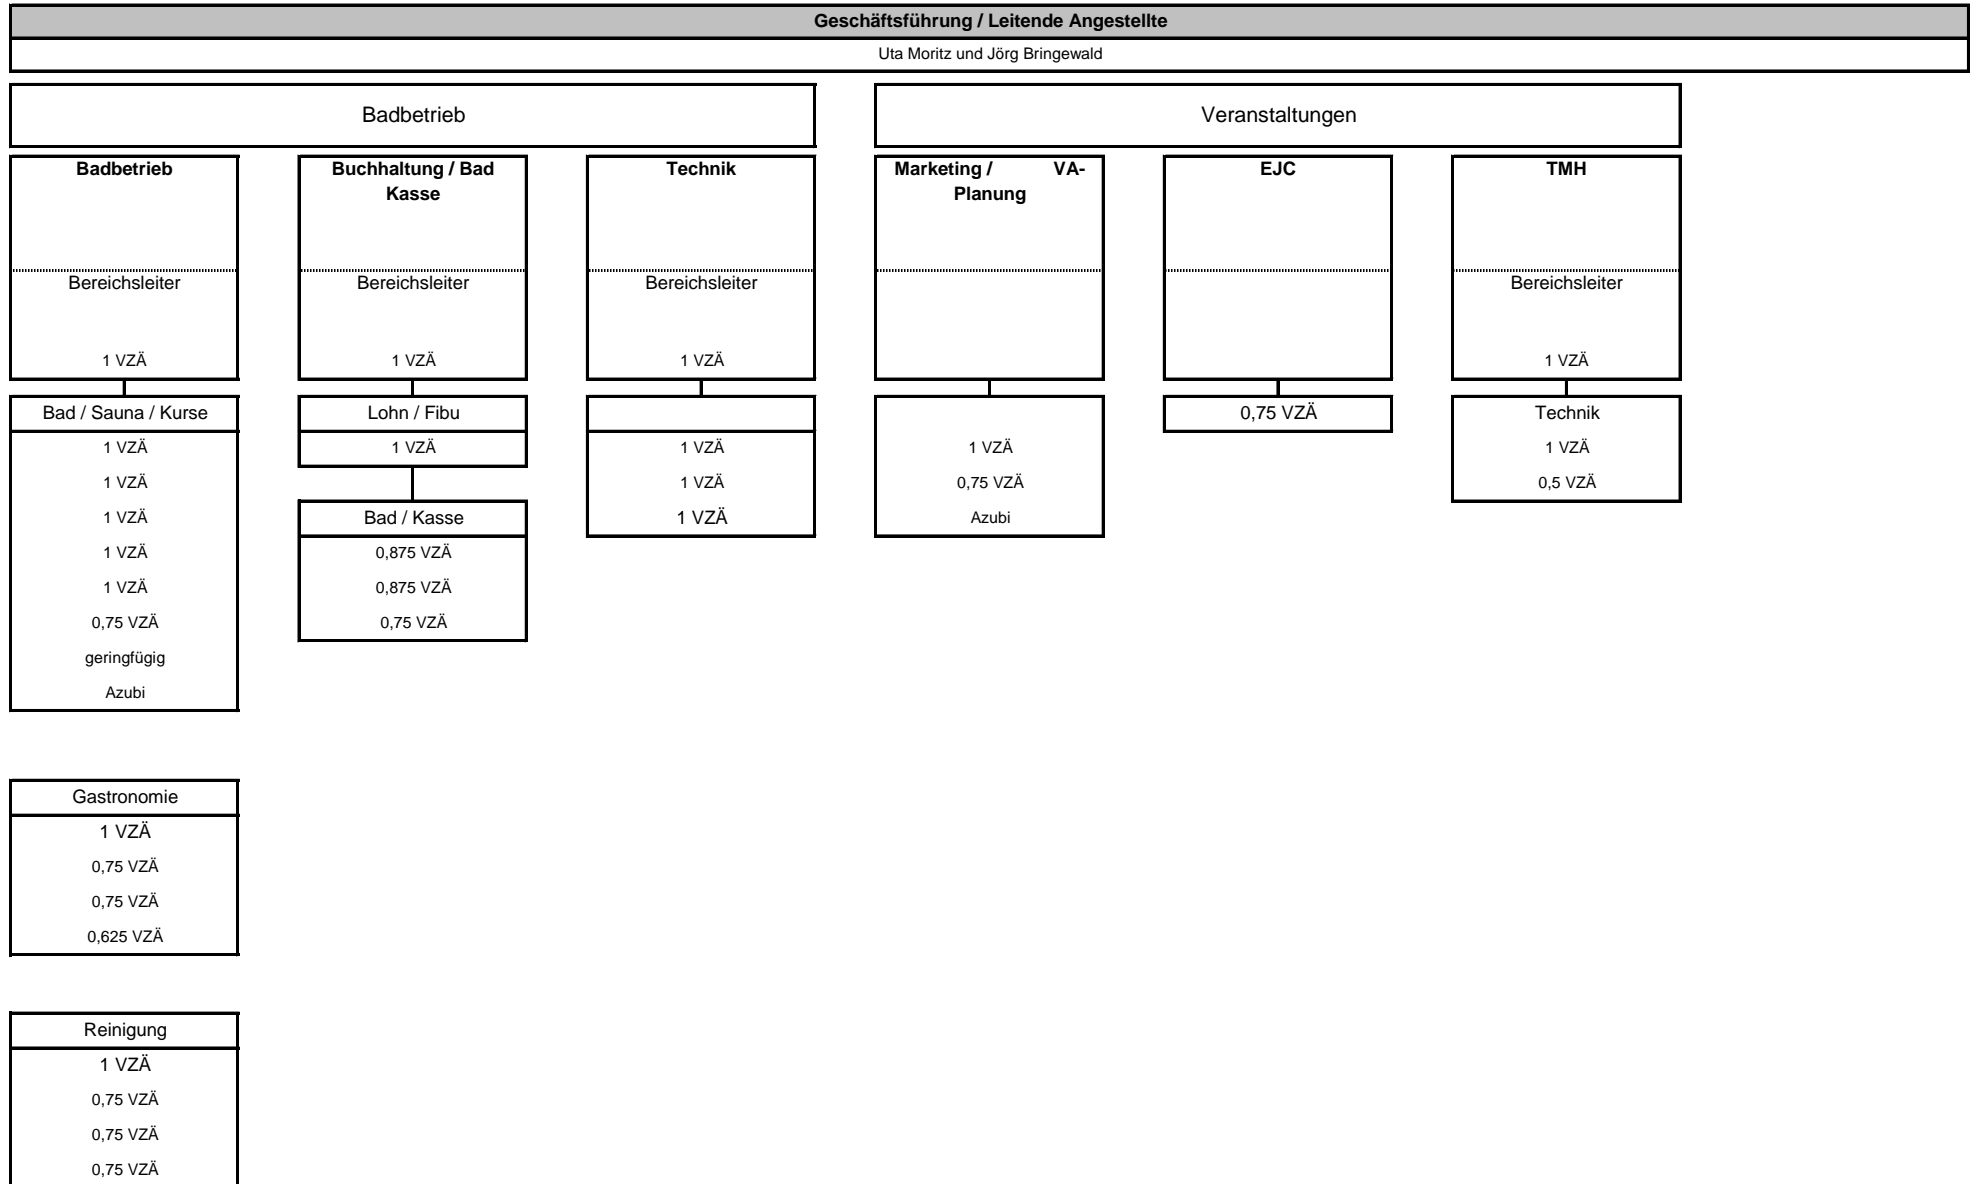 Geschäftsführung / Leitende Angestellte
Uta Moritz und Jörg Bringewald
Badbetrieb
Veranstaltungen
Badbetrieb
Bereichsleiter
1 VZÄ
Bad / Sauna / Kurse
1 VZÄ
1 VZÄ
1 VZÄ
1 VZÄ
1 VZÄ
0,75 VZÄ
geringfügig
Azubi
Gastronomie
1 VZÄ
0,75 VZÄ
0,75 VZÄ
0,625 VZÄ
Reinigung
1 VZÄ
0,75 VZÄ
0,75 VZÄ
0,75 VZÄ
Buchhaltung / Bad
Kasse
Bereichsleiter
1 VZÄ
Lohn / Fibu
1 VZÄ
Bad / Kasse
0,875 VZÄ
0,875 VZÄ
0,75 VZÄ
Technik
Bereichsleiter
1 VZÄ
1 VZÄ
1 VZÄ
1 VZÄ
Marketing / VA-
Planung
1 VZÄ
0,75 VZÄ
Azubi
EJC
0,75 VZÄ
TMH
Bereichsleiter
1 VZÄ
Technik
1 VZÄ
0,5 VZÄ